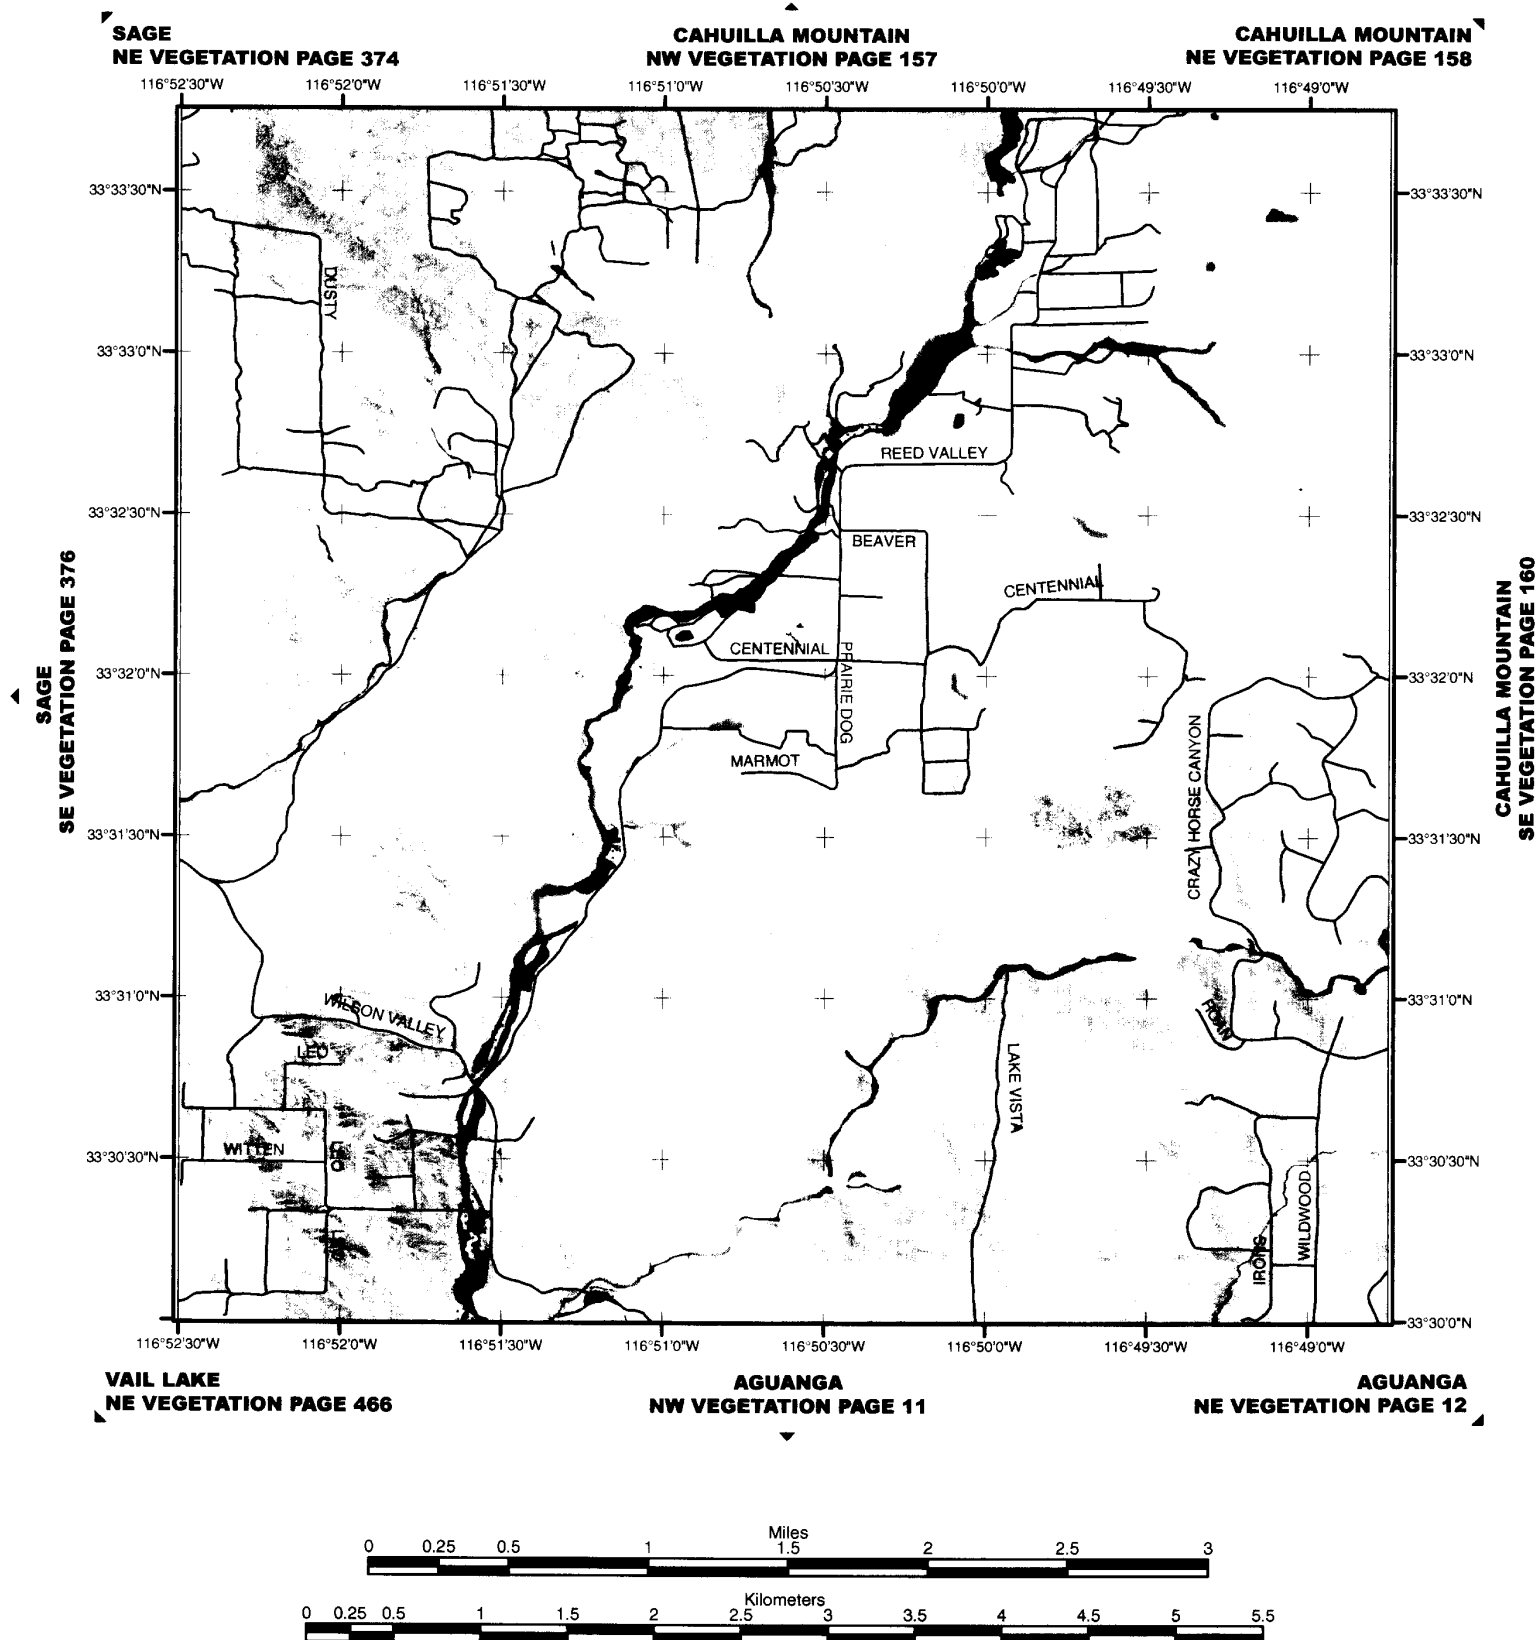 SAGE
NE VEGETATION PAGE 374
CAHUILLA MOUNTAIN
NW VEGETATION PAGE 157
CAHUILLA MOUNTAIN
NE VEGETATION PAGE 158
116°52'30"W 116°52'0"W 116°51'30"W 116°51'0"W 116°50'30"W 116°50'0"W 116°49'30"W 116°49'0"W
33°33'30"N 33°33'30"N
DUSTY
33°33'0"N 33°33'0"N
REED VALLEY
33°32'30"N 33°32'30"N
BEAVER
CENTENNIAL
SAGE
SE VEGETATION PAGE 376
CAHUILLA MOUNTAIN
SE VEGETATION PAGE 160
CENTENNIAL
33°32'0"N 33°32'0"N
PRAIRIE DOG
MARMOT
CRAZY HORSE CANYON
33°31'30"N 33°31'30"N
33°31'0"N 33°31'0"N
WILSON VALLEY
ROAN
LEO
LAKE VISTA
WITTEN
LEO
33°30'30"N 33°30'30"N
WILDWOOD
LEO
IRONS
33°30'0"N
116°52'30"W 116°52'0"W 116°51'30"W 116°51'0"W 116°50'30"W 116°50'0"W 116°49'30"W 116°49'0"W
VAIL LAKE
NE VEGETATION PAGE 466
AGUANGA
NW VEGETATION PAGE 11
AGUANGA
NE VEGETATION PAGE 12
Miles
0 0.25 0.5 1 1.5 2 2.5 3
Kilometers
0 0.25 0.5 1 1.5 2 2.5 3 3.5 4 4.5 5 5.5